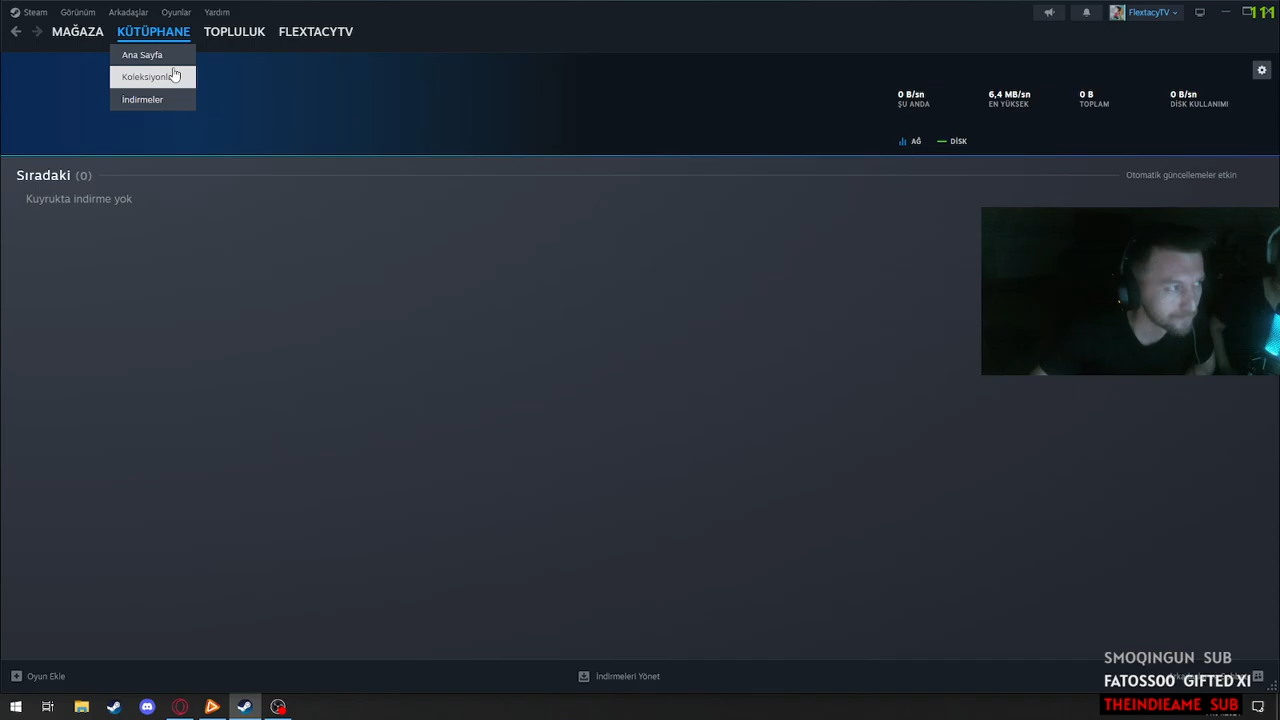 Steam Görünüm Arkadaşlar Oyunlar Yardım FlextacyTV
MAĞAZA KÜTÜPHANE TOPLULUK FLEXTACYTV
Ana Sayfa
İndirmeler
0 B/sn 6,4 MB/sn 0 B 0 B/sn
ŞU ANDA EN YÜKSEK TOPLAM DİSK KULLANIMI
AĞ DİSK
Sıradaki (0) Otomatik güncellemeler etkin
Kuyrukta indirme yok
SMOQINGUN SUB
Oyun Ekle İndirmeleri Yönet
FATOSS00 GIFTED X1
THEINDIEAME SUB